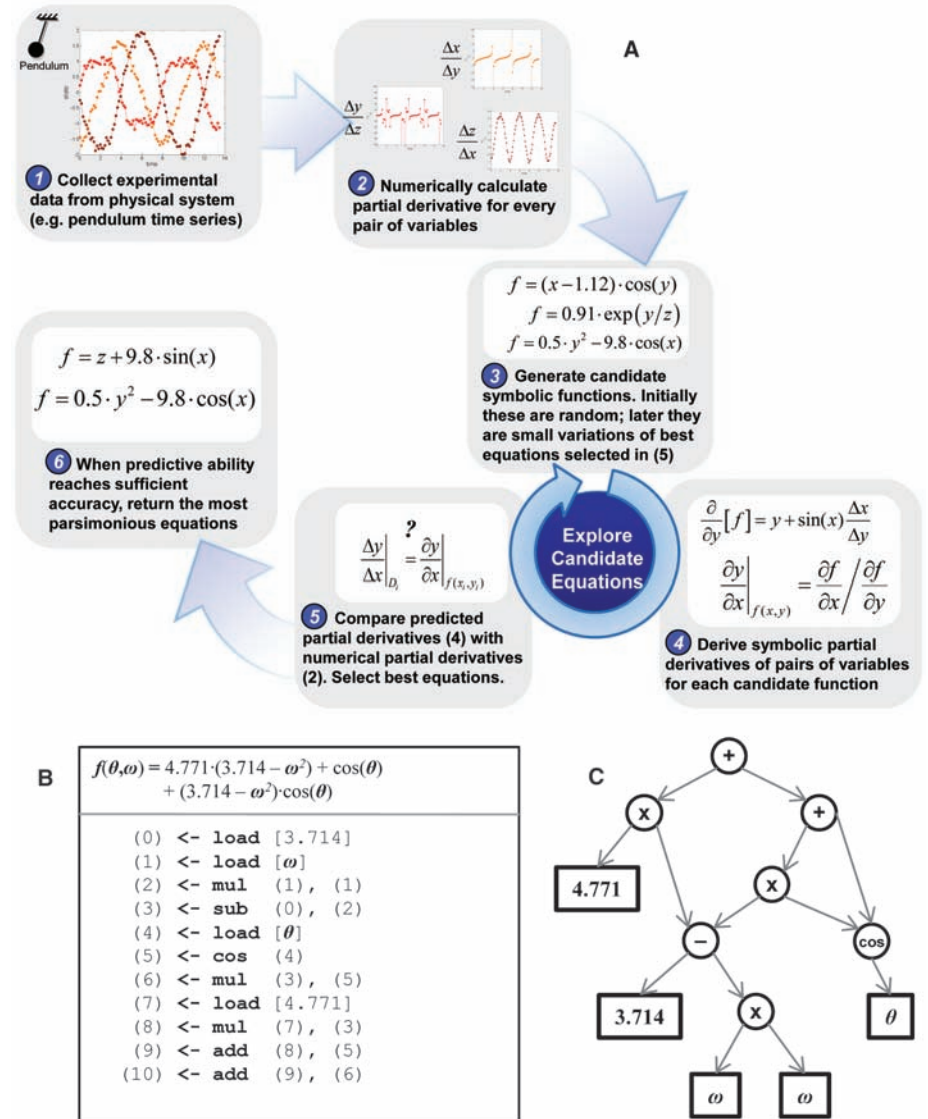 A
Pendulum
state
time
1 Collect experimental
data from physical system
(e.g. pendulum time series)
Δx/Δy
Δy/Δz
Δz/Δx
2 Numerically calculate
partial derivative for every
pair of variables
f = (x−1.12)·cos(y)
f = 0.91·exp(y/z)
f = 0.5·y² −9.8·cos(x)
3 Generate candidate
symbolic functions. Initially
these are random; later they
are small variations of best
equations selected in (5)
f = z+9.8·sin(x)
f = 0.5·y² −9.8·cos(x)
6 When predictive ability
reaches sufficient
accuracy, return the most
parsimonious equations
Explore
Candidate
Equations
∂/∂y [f] = y + sin(x) Δx/Δy
∂y/∂x|f(x,y) = ∂f/∂x / ∂f/∂y
4 Derive symbolic partial
derivatives of pairs of variables
for each candidate function
?
Δy/Δx|Dᵢ = ∂y/∂x|f(xᵢ,yᵢ)
5 Compare predicted
partial derivatives (4) with
numerical partial derivatives
(2). Select best equations.
B
f(θ,ω) = 4.771·(3.714 – ω²) + cos(θ)
+ (3.714 – ω²)·cos(θ)
(0) <- load [3.714]
(1) <- load [ω]
(2) <- mul (1), (1)
(3) <- sub (0), (2)
(4) <- load [θ]
(5) <- cos (4)
(6) <- mul (3), (5)
(7) <- load [4.771]
(8) <- mul (7), (3)
(9) <- add (8), (5)
(10) <- add (9), (6)
C
+
x +
4.771 x
– cos
3.714 x θ
ω ω